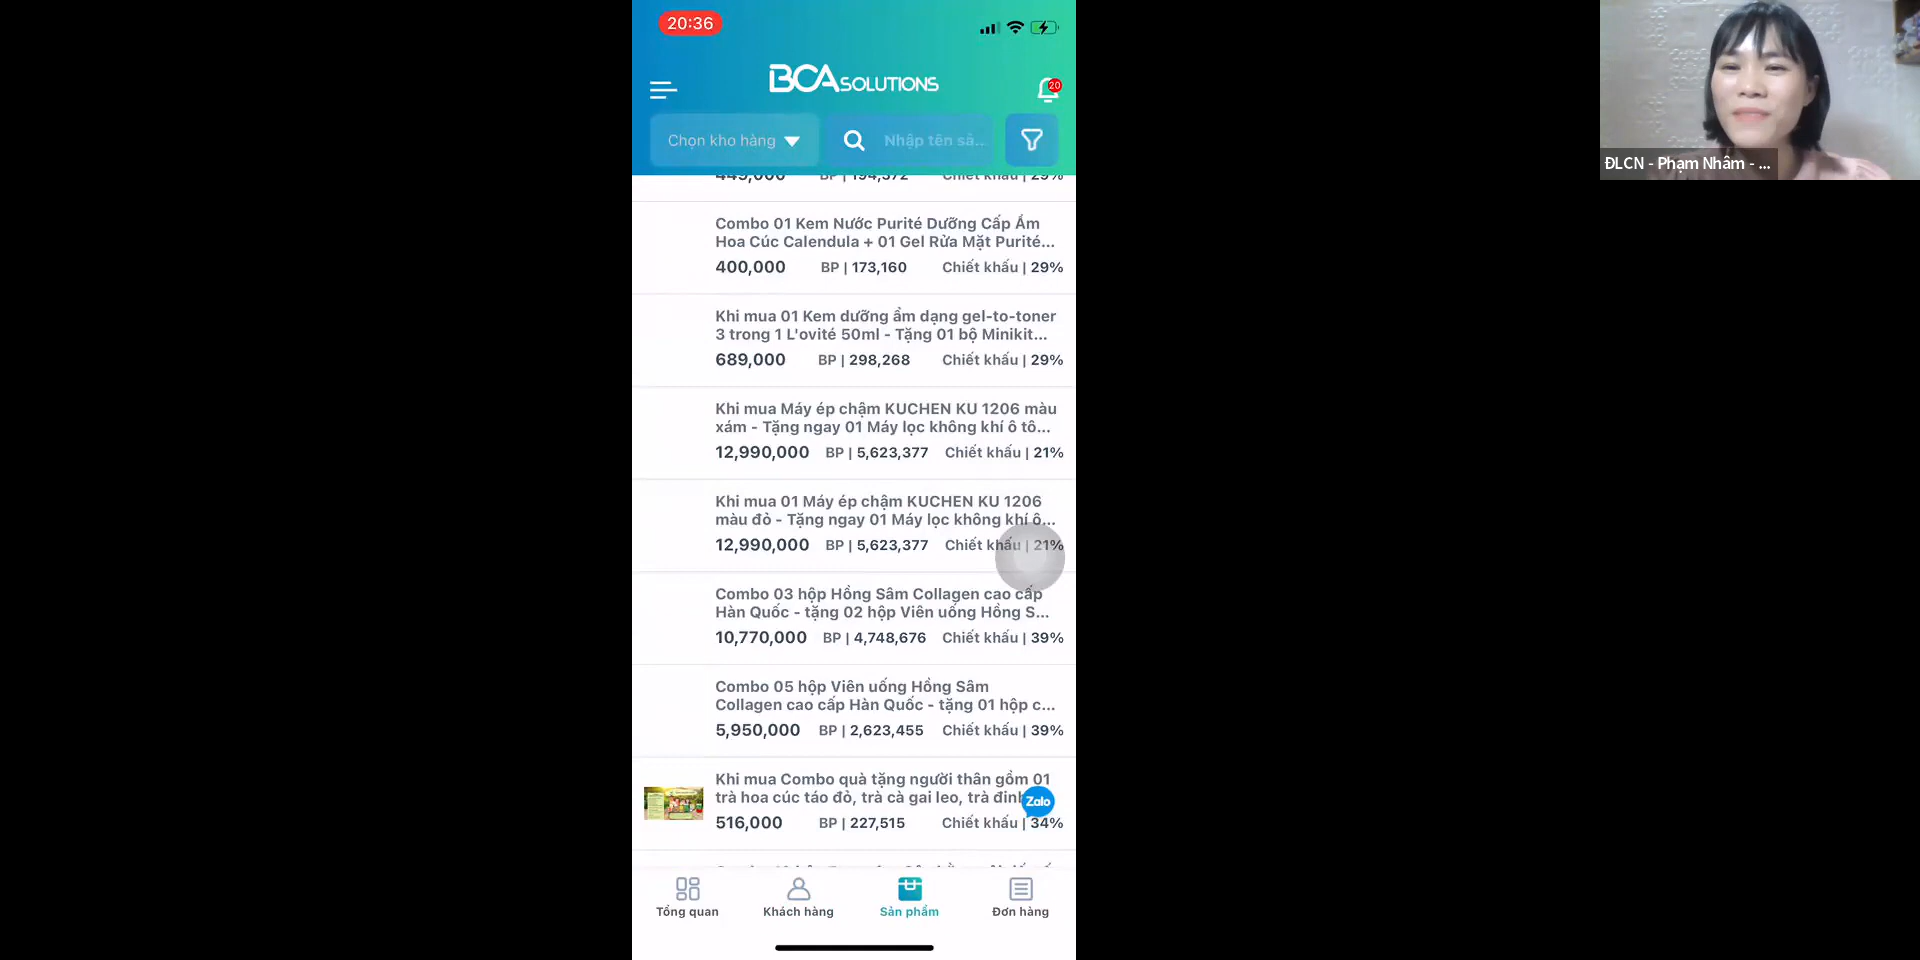 20:36
BCA SOLUTIONS
20
Chọn kho hàng
Nhập tên sả...
445,000 BP | 194,372 Chiết khấu | 29%
Combo 01 Kem Nước Purité Dưỡng Cấp Ẩm
Hoa Cúc Calendula + 01 Gel Rửa Mặt Purité...
400,000 BP | 173,160 Chiết khấu | 29%
Khi mua 01 Kem dưỡng ẩm dạng gel-to-toner
3 trong 1 L'ovité 50ml - Tặng 01 bộ Minikit...
689,000 BP | 298,268 Chiết khấu | 29%
Khi mua Máy ép chậm KUCHEN KU 1206 màu
xám - Tặng ngay 01 Máy lọc không khí ô tô...
12,990,000 BP | 5,623,377 Chiết khấu | 21%
Khi mua 01 Máy ép chậm KUCHEN KU 1206
màu đỏ - Tặng ngay 01 Máy lọc không khí ô...
12,990,000 BP | 5,623,377 Chiết khấu | 21%
Combo 03 hộp Hồng Sâm Collagen cao cấp
Hàn Quốc - tặng 02 hộp Viên uống Hồng S...
10,770,000 BP | 4,748,676 Chiết khấu | 39%
Combo 05 hộp Viên uống Hồng Sâm
Collagen cao cấp Hàn Quốc - tặng 01 hộp c...
5,950,000 BP | 2,623,455 Chiết khấu | 39%
Khi mua Combo quà tặng người thân gồm 01
trà hoa cúc táo đỏ, trà cà gai leo, trà đinh
Zalo
516,000 BP | 227,515 Chiết khấu | 34%
Tổng quan
Khách hàng
Sản phẩm
Đơn hàng
ĐLCN - Phạm Nhâm - ...